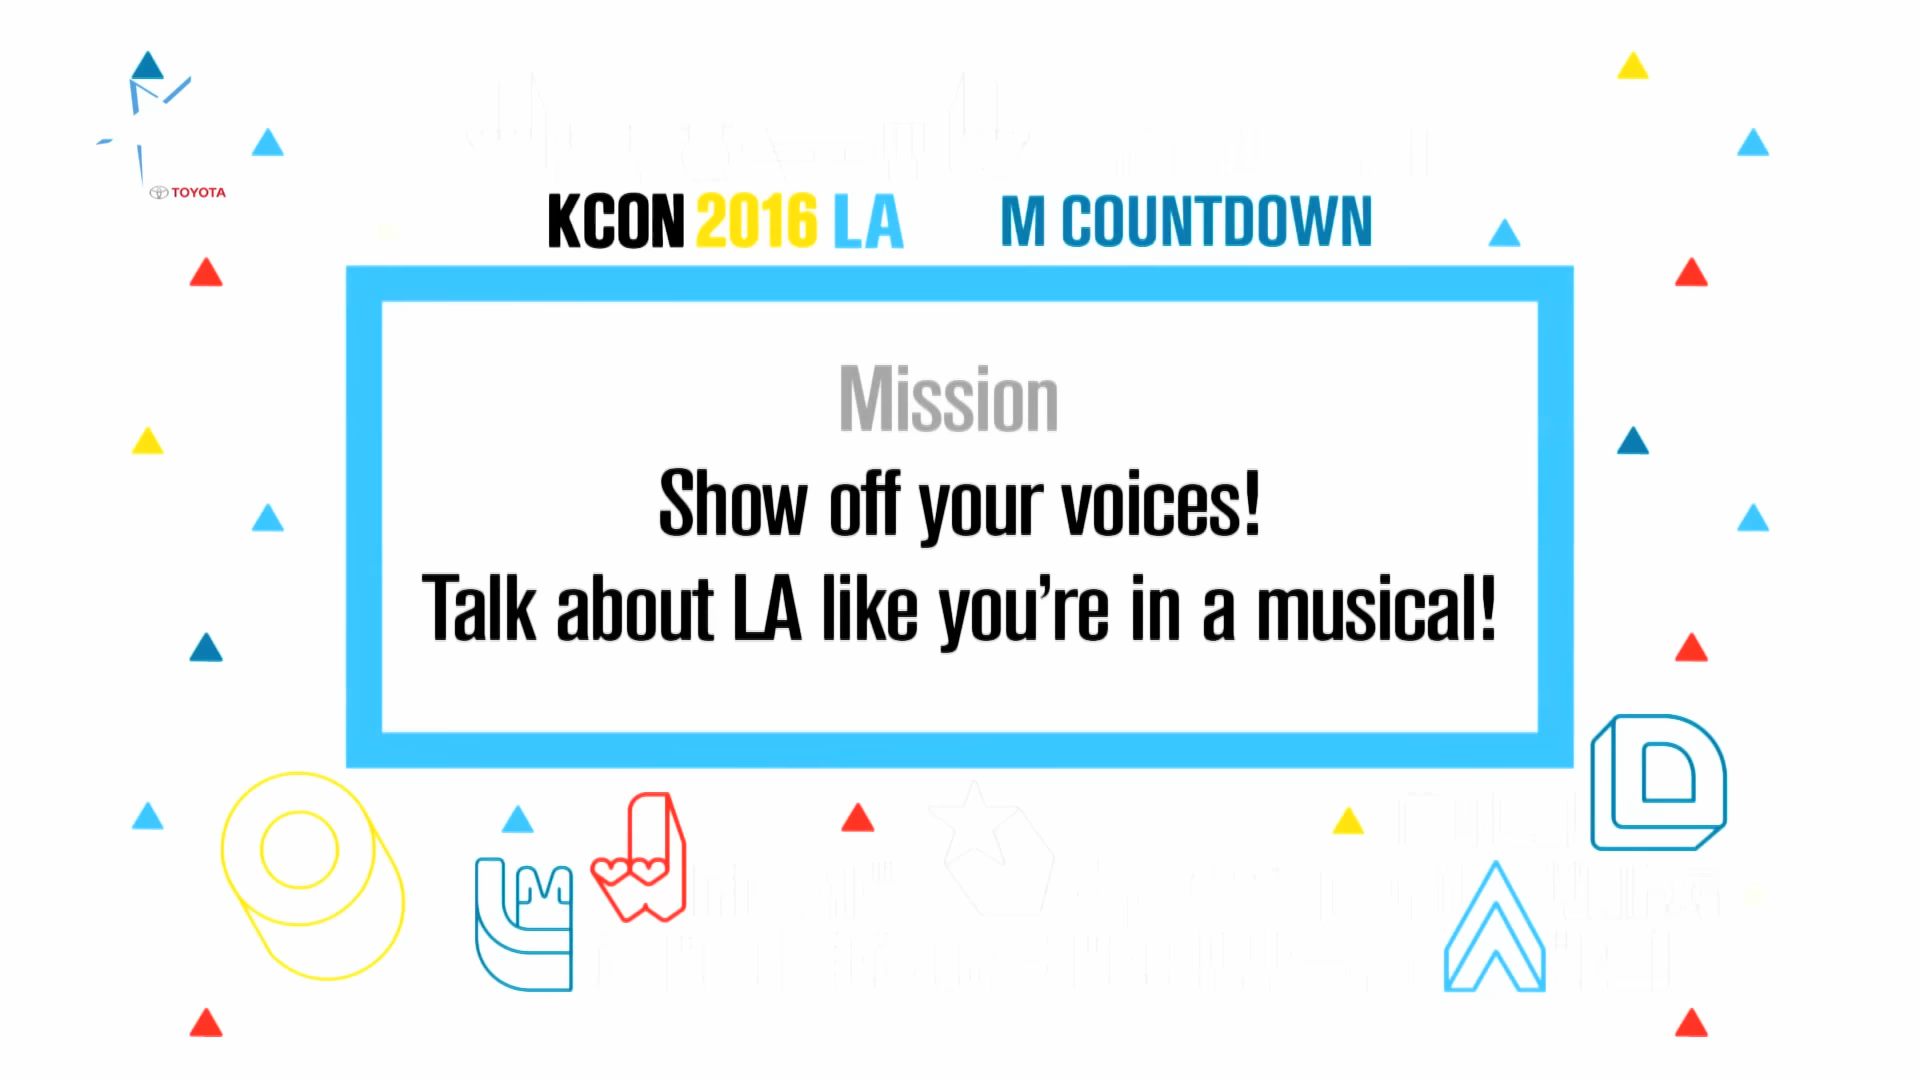 TOYOTA
KCON 2016 LA M COUNTDOWN
Mission
Show off your voices!
Talk about LA like you're in a musical!